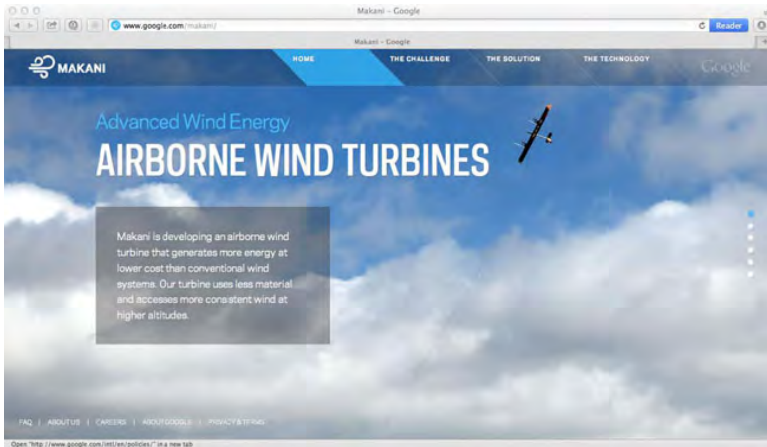 Makani – Google
www.google.com/makani/
Reader
Makani – Google
MAKANI
HOME
THE CHALLENGE
THE SOLUTION
THE TECHNOLOGY
Google
Advanced Wind Energy
AIRBORNE WIND TURBINES
Makani is developing an airborne wind
turbine that generates more energy at
lower cost than conventional wind
systems. Our turbine uses less material
and accesses more consistent wind at
higher altitudes.
FAQ | ABOUT US | CAREERS | ABOUT GOOGLE | PRIVACY & TERMS
Open "http://www.google.com/intl/en/policies/" in a new tab